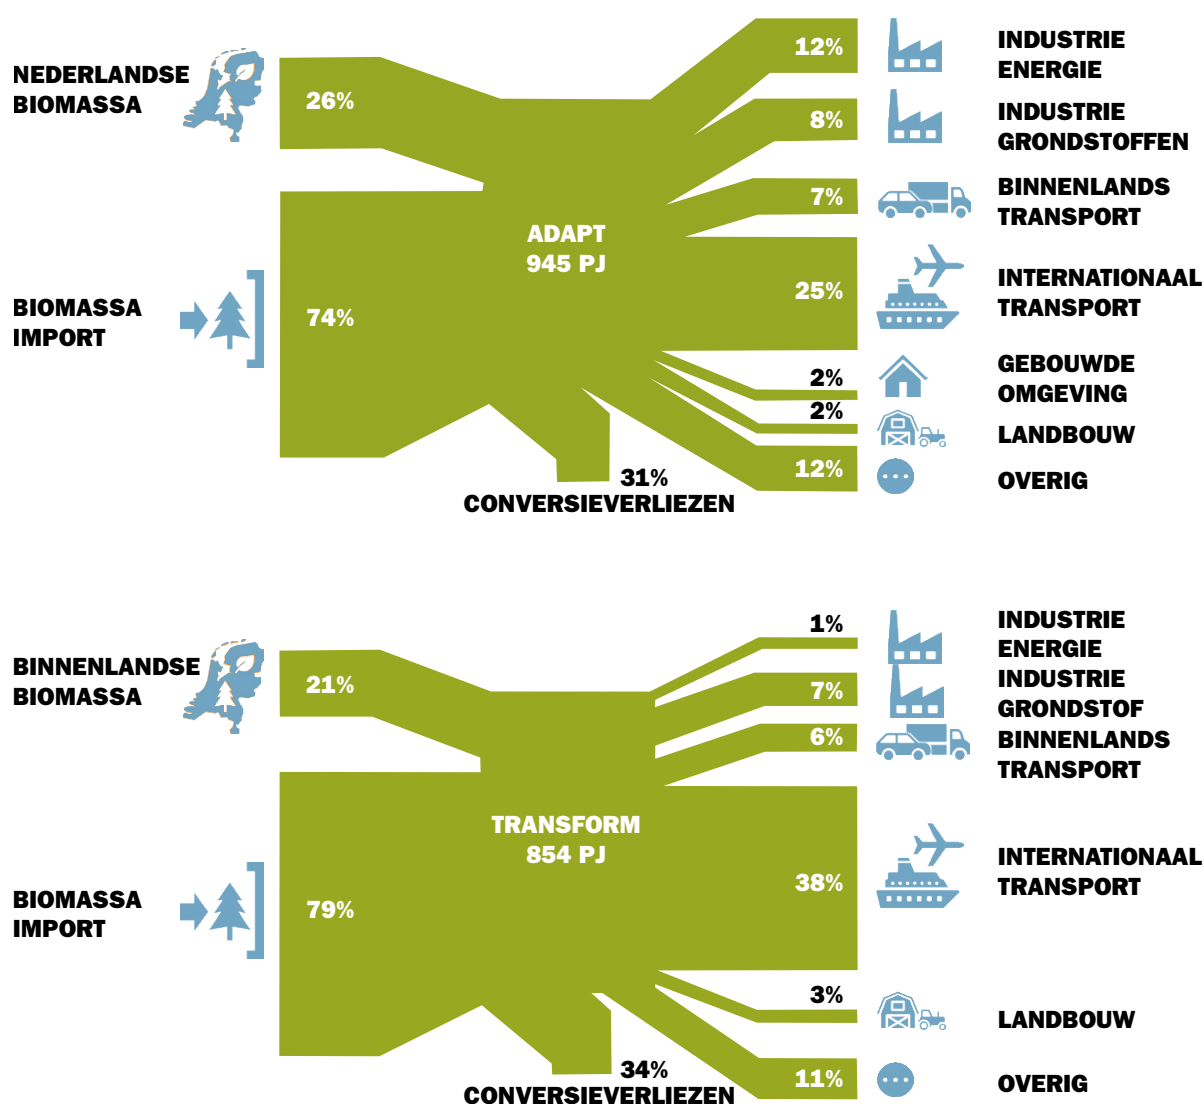 NEDERLANDSE
BIOMASSA
26%
BIOMASSA
IMPORT
74%
ADAPT
945 PJ
12%
INDUSTRIE
ENERGIE
8%
INDUSTRIE
GRONDSTOFFEN
7%
BINNENLANDS
TRANSPORT
25%
INTERNATIONAAL
TRANSPORT
2%
GEBOUWDE
OMGEVING
2%
LANDBOUW
12%
OVERIG
31%
CONVERSIEVERLIEZEN
BINNENLANDSE
BIOMASSA
21%
BIOMASSA
IMPORT
79%
TRANSFORM
854 PJ
1%
INDUSTRIE
ENERGIE
7%
INDUSTRIE
GRONDSTOF
6%
BINNENLANDS
TRANSPORT
38%
INTERNATIONAAL
TRANSPORT
3%
LANDBOUW
11%
OVERIG
34%
CONVERSIEVERLIEZEN